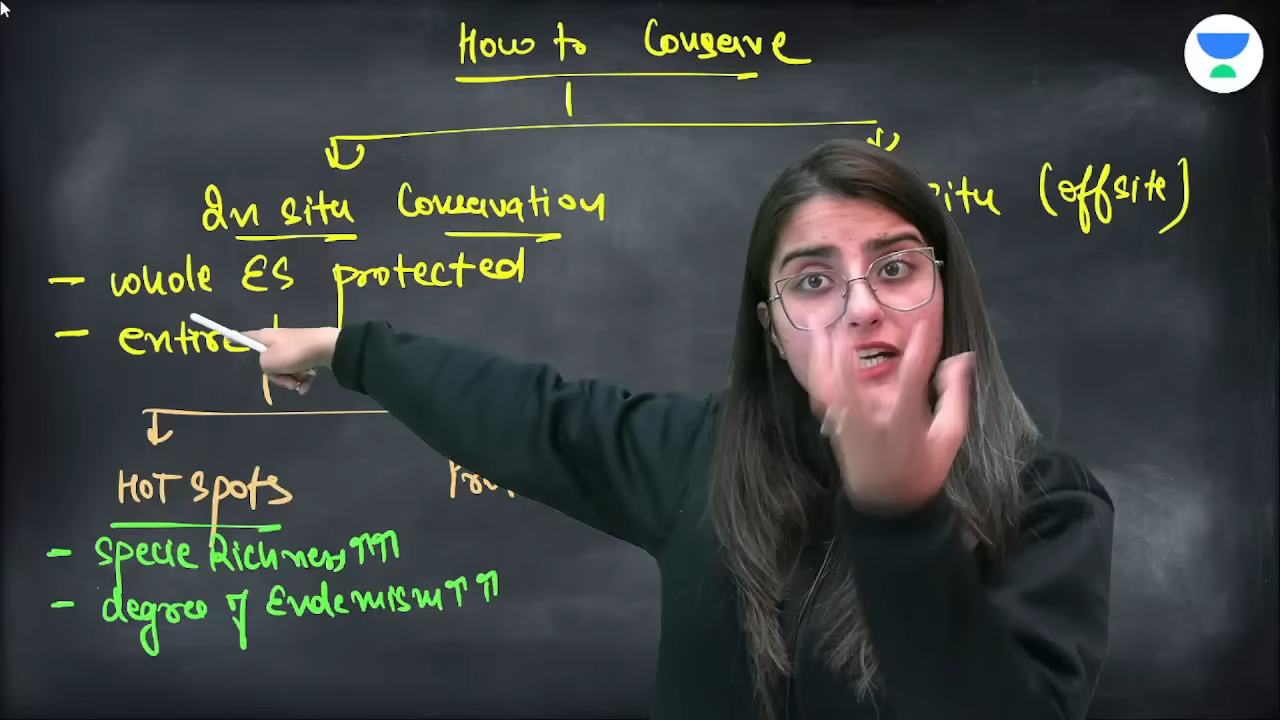 How to Conserve
In situ Conservation
situ (offsite)
- whole ES protected
- entire
HOT spots
- specie Richness ↑↑
- degree of Endemism ↑↑